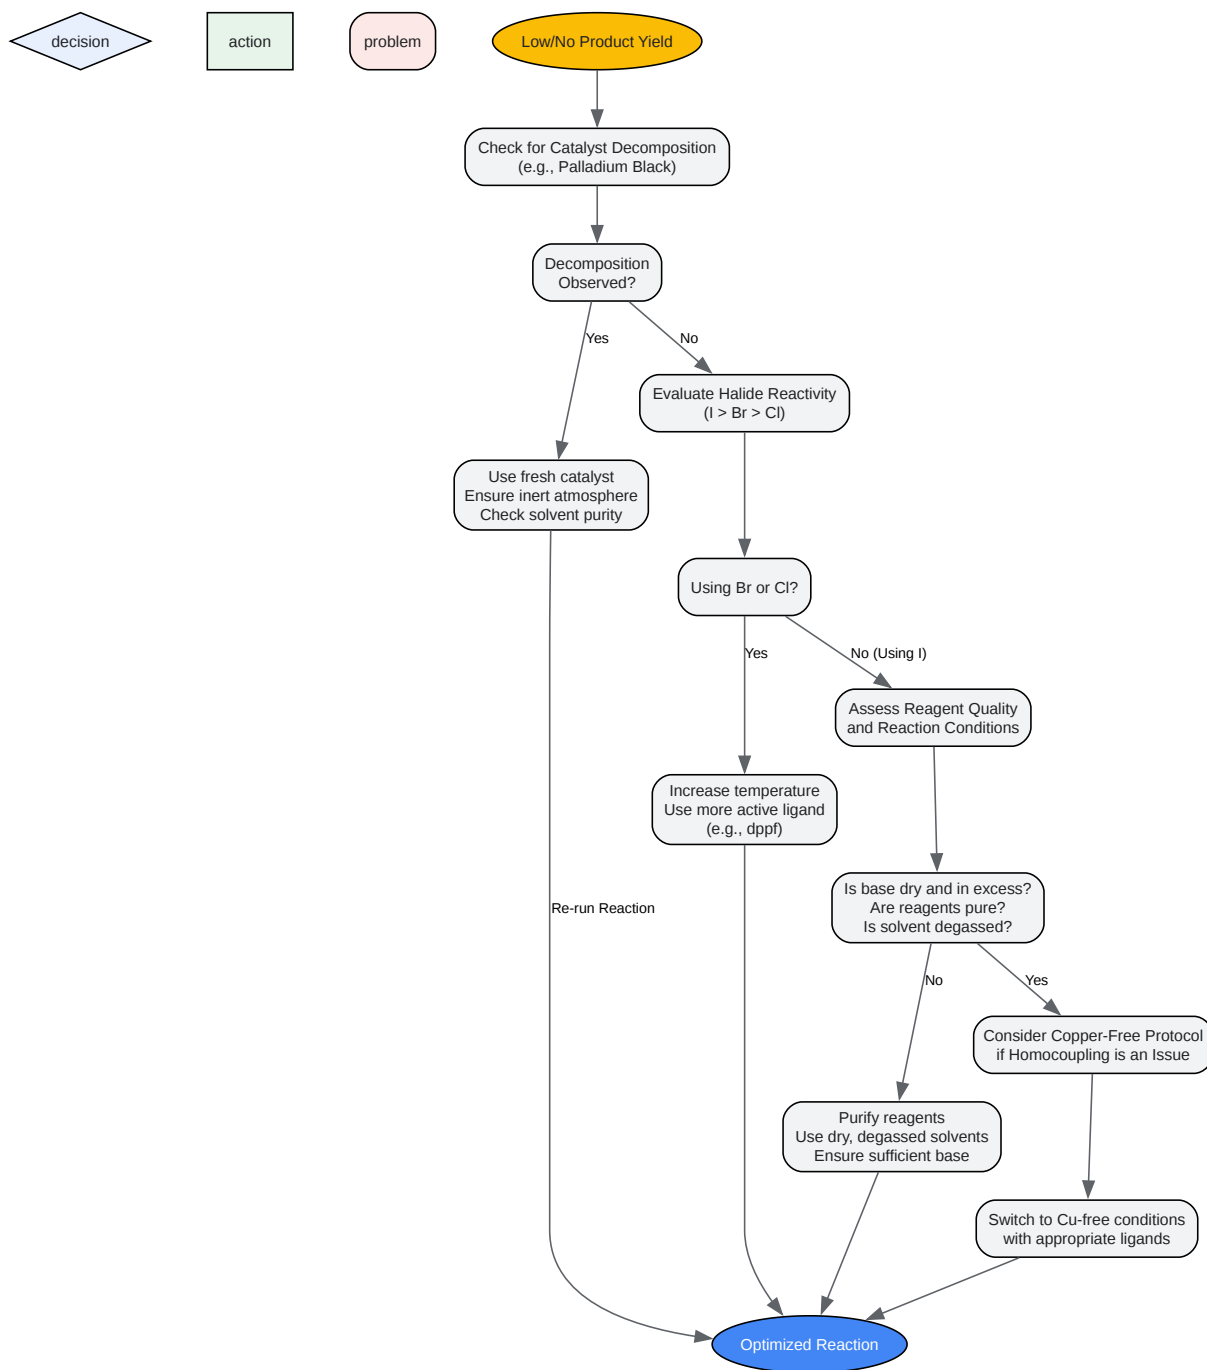 decision
action
problem
Low/No Product Yield
Check for Catalyst Decomposition
(e.g., Palladium Black)
Decomposition
Observed?
Yes
No
Evaluate Halide Reactivity
(I > Br > Cl)
Use fresh catalyst
Ensure inert atmosphere
Check solvent purity
Using Br or Cl?
Yes
No (Using I)
Assess Reagent Quality
and Reaction Conditions
Increase temperature
Use more active ligand
(e.g., dppf)
Re-run Reaction
Is base dry and in excess?
Are reagents pure?
Is solvent degassed?
No
Yes
Consider Copper-Free Protocol
if Homocoupling is an Issue
Purify reagents
Use dry, degassed solvents
Ensure sufficient base
Switch to Cu-free conditions
with appropriate ligands
Optimized Reaction